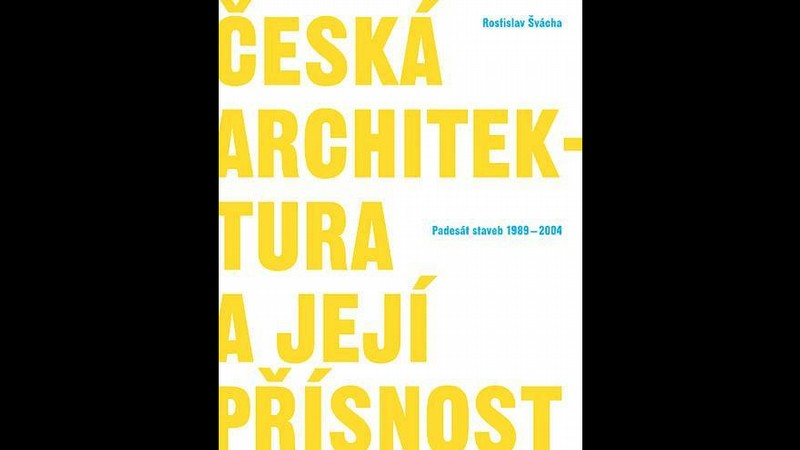 Rostislav Švácha
ČESKÁ
ARCHITEK-
TURA
Padesát staveb 1989–2004
A JEJÍ
PŘÍSNOST